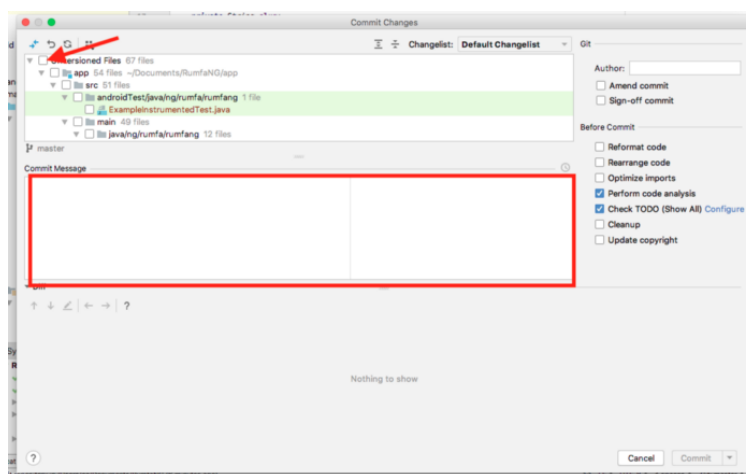 Commit Changes
Changelist: Default Changelist
Git
Unversioned Files 67 files
app 54 files ~/Documents/RumfaNG/app
src 51 files
androidTest/java/ng/rumfa/rumfang 1 file
ExampleInstrumentedTest.java
main 49 files
java/ng/rumfa/rumfang 12 files
master
Commit Message
Author:
Amend commit
Sign-off commit
Before Commit
Reformat code
Rearrange code
Optimize imports
Perform code analysis
Check TODO (Show All) Configure
Cleanup
Update copyright
Diff
?
Nothing to show
?
Cancel
Commit